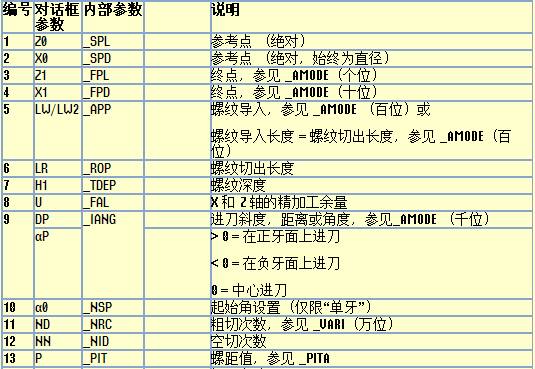 编号 对话框参数 内部参数 说明
1 Z0 _SPL 参考点 （绝对）
2 X0 _SPD 参考点 （绝对，始终为直径）
3 Z1 _FPL 终点，参见 _AMODE（个位）
4 X1 _FPD 终点，参见 _AMODE（十位）
5 LW/LW2 _APP 螺纹导入，参见 _AMODE （百位）或
螺纹导入长度 = 螺纹切出长度，参见 _AMODE（百
位）
6 LR _ROP 螺纹切出长度
7 H1 _TDEP 螺纹深度
8 U _FAL X 和 Z 轴的精加工余量
9 DP _IANG 进刀斜度，距离或角度，参见_AMODE （千位）
αP > 0 = 在正牙面上进刀
< 0 = 在负牙面上进刀
0 = 中心进刀
10 α0 _NSP 起始角设置（仅限“单牙”）
11 ND _NRC 粗切次数，参见 _VARI（万位）
12 NN _NID 空切次数
13 P _PIT 螺距值，参见 _PITA